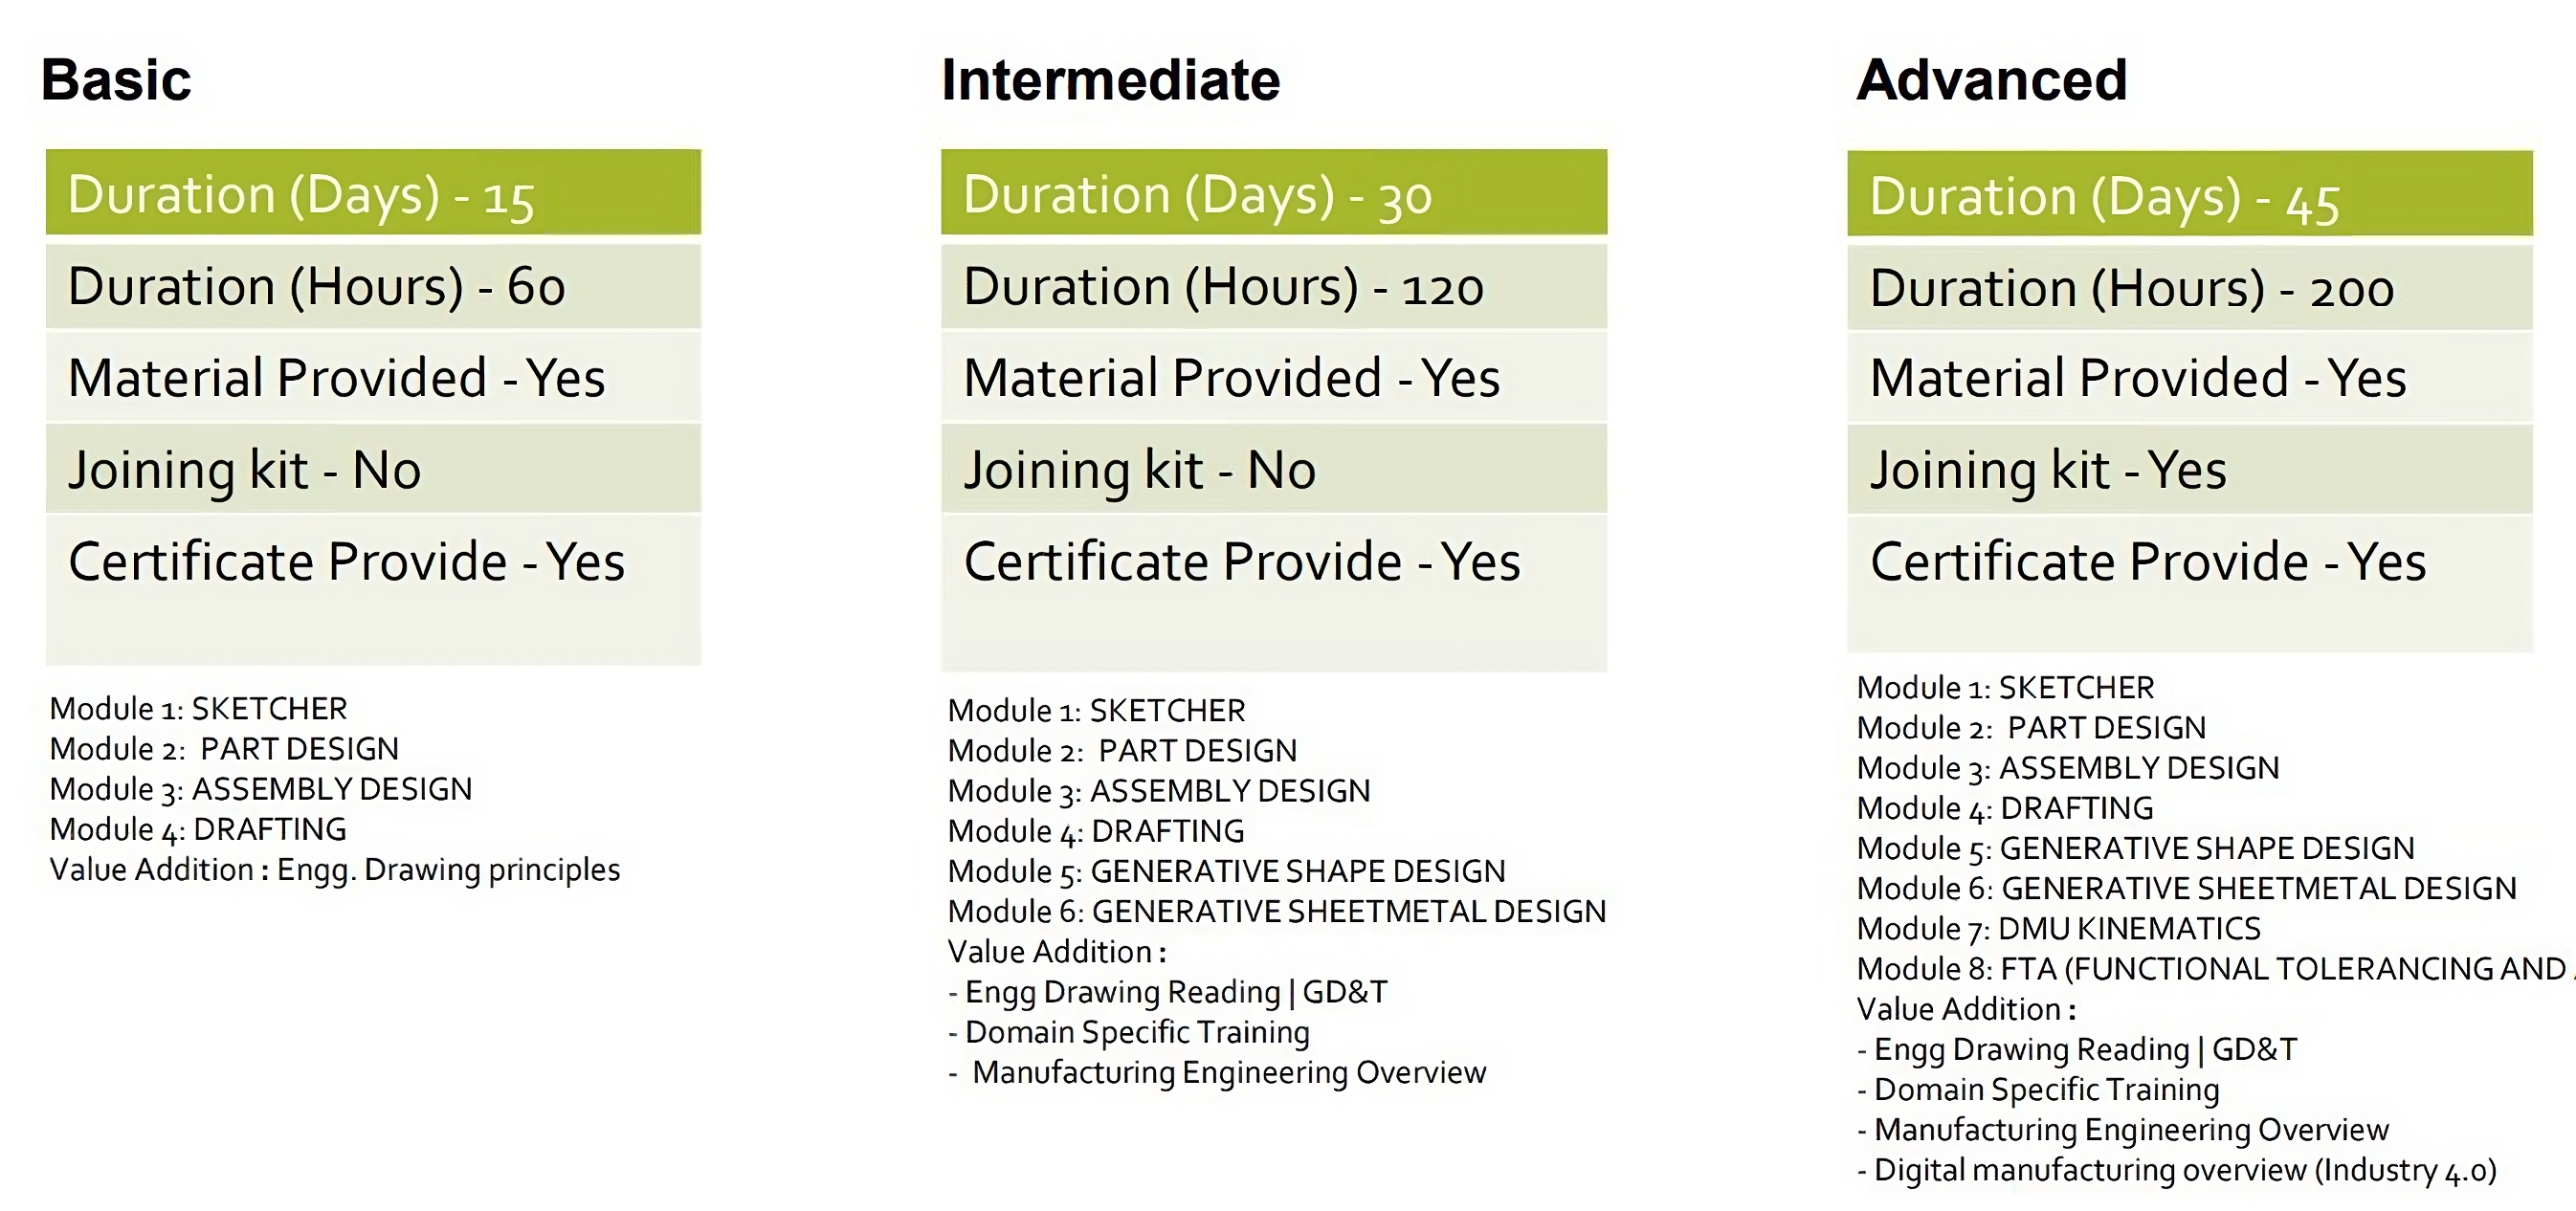 Basic
Duration (Days) - 15
Duration (Hours) - 60
Material Provided - Yes
Joining kit - No
Certificate Provide - Yes
Module 1: SKETCHER
Module 2:  PART DESIGN
Module 3: ASSEMBLY DESIGN
Module 4: DRAFTING
Value Addition : Engg. Drawing principles
Intermediate
Duration (Days) - 30
Duration (Hours) - 120
Material Provided - Yes
Joining kit - No
Certificate Provide - Yes
Module 1: SKETCHER
Module 2:  PART DESIGN
Module 3: ASSEMBLY DESIGN
Module 4: DRAFTING
Module 5: GENERATIVE SHAPE DESIGN
Module 6: GENERATIVE SHEETMETAL DESIGN
Value Addition :
- Engg Drawing Reading | GD&T
- Domain Specific Training
-  Manufacturing Engineering Overview
Advanced
Duration (Days) - 45
Duration (Hours) - 200
Material Provided - Yes
Joining kit - Yes
Certificate Provide - Yes
Module 1: SKETCHER
Module 2:  PART DESIGN
Module 3: ASSEMBLY DESIGN
Module 4: DRAFTING
Module 5: GENERATIVE SHAPE DESIGN
Module 6: GENERATIVE SHEETMETAL DESIGN
Module 7: DMU KINEMATICS
Module 8: FTA (FUNCTIONAL TOLERANCING AND
Value Addition :
- Engg Drawing Reading | GD&T
- Domain Specific Training
- Manufacturing Engineering Overview
- Digital manufacturing overview (Industry 4.0)